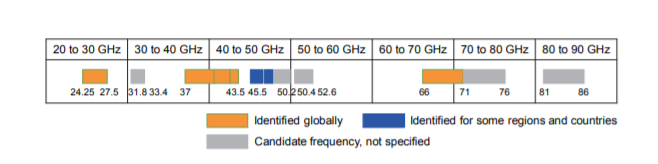 20 to 30 GHz 30 to 40 GHz 40 to 50 GHz 50 to 60 GHz 60 to 70 GHz 70 to 80 GHz 80 to 90 GHz
24.25 27.5 31.8 33.4 37 43.5 45.5 50.2 50.4 52.6 66 71 76 81 86
Identified globally Identified for some regions and countries
Candidate frequency, not specified